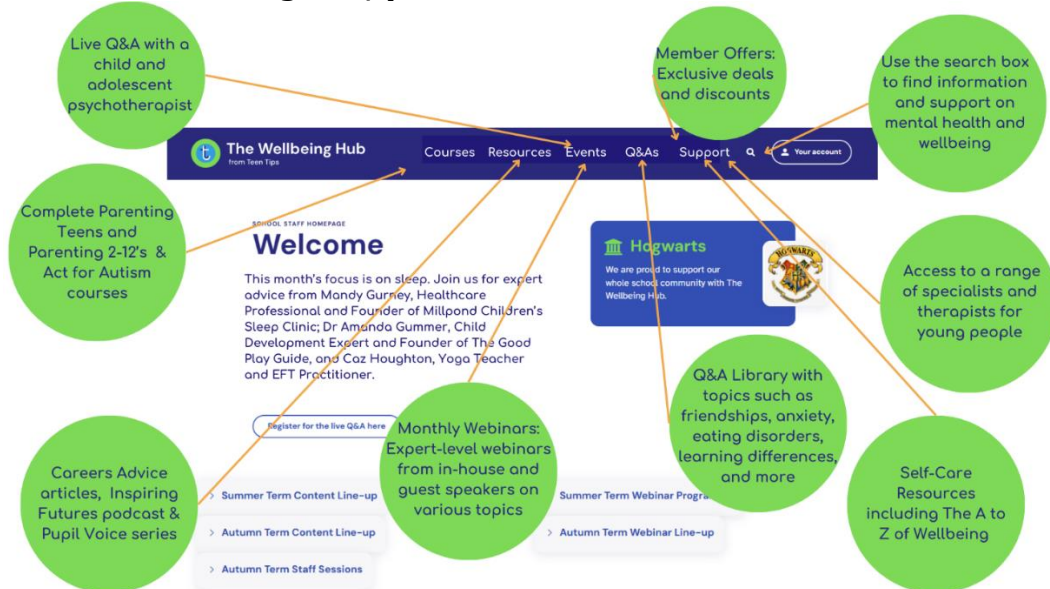 Live Q&A with a
child and
adolescent
psychotherapist
Member Offers:
Exclusive deals
and discounts
Use the search box
to find information
and support on
mental health and
wellbeing
The Wellbeing Hub
from Teen Tips
Courses Resources Events Q&As Support
Your account
Complete Parenting
Teens and
Parenting 2-12's &
Act for Autism
courses
SCHOOL STAFF HOMEPAGE
Welcome
This month's focus is on sleep. Join us for expert
advice from Mandy Gurney, Healthcare
Professional and Founder of Millpond Children's
Sleep Clinic; Dr Amanda Gummer, Child
Development Expert and Founder of The Good
Play Guide, and Caz Houghton, Yoga Teacher
and EFT Practitioner.
Register for the live Q&A here
Hogwarts
We are proud to support our
whole school community with The
Wellbeing Hub.
HOGWARTS
Access to a range
of specialists and
therapists for
young people
Q&A Library with
topics such as
friendships, anxiety,
eating disorders,
learning differences,
and more
Monthly Webinars:
Expert-level webinars
from in-house and
guest speakers on
various topics
Careers Advice
articles, Inspiring
Futures podcast &
Pupil Voice series
Self-Care
Resources
including The A to
Z of Wellbeing
> Summer Term Content Line-up
Summer Term Webinar
> Autumn Term Content Line-up
> Autumn Term Webinar Line-up
> Autumn Term Staff Sessions